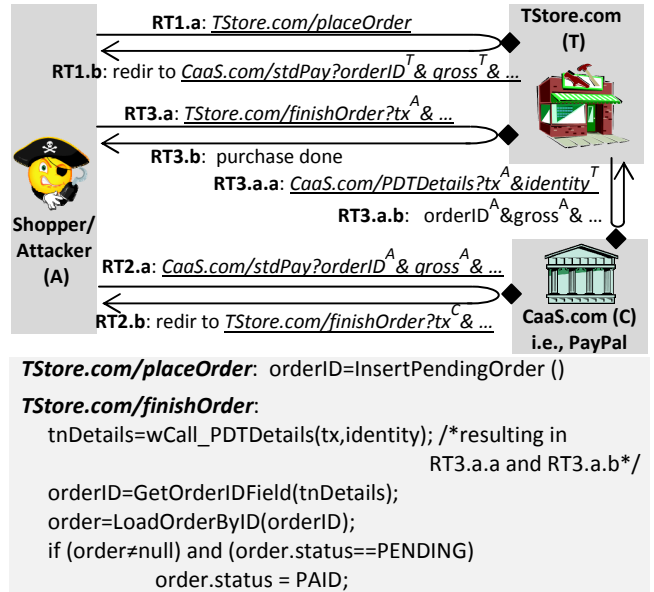 RT1.a: TStore.com/placeOrder
TStore.com
(T)
RT1.b: redir to CaaS.com/stdPay?orderID^T& gross^T& ...
RT3.a: TStore.com/finishOrder?tx^A& ...
RT3.b: purchase done
RT3.a.a: CaaS.com/PDTDetails?tx^A&identity^T
RT3.a.b: orderID^A&gross^A& ...
Shopper/
Attacker
(A)
RT2.a: CaaS.com/stdPay?orderID^A& gross^A& ...
RT2.b: redir to TStore.com/finishOrder?tx^C& ...
CaaS.com (C)
i.e., PayPal
TStore.com/placeOrder: orderID=InsertPendingOrder ()
TStore.com/finishOrder:
tnDetails=wCall_PDTDetails(tx,identity); /*resulting in
RT3.a.a and RT3.a.b*/
orderID=GetOrderIDField(tnDetails);
order=LoadOrderByID(orderID);
if (order≠null) and (order.status==PENDING)
order.status = PAID;